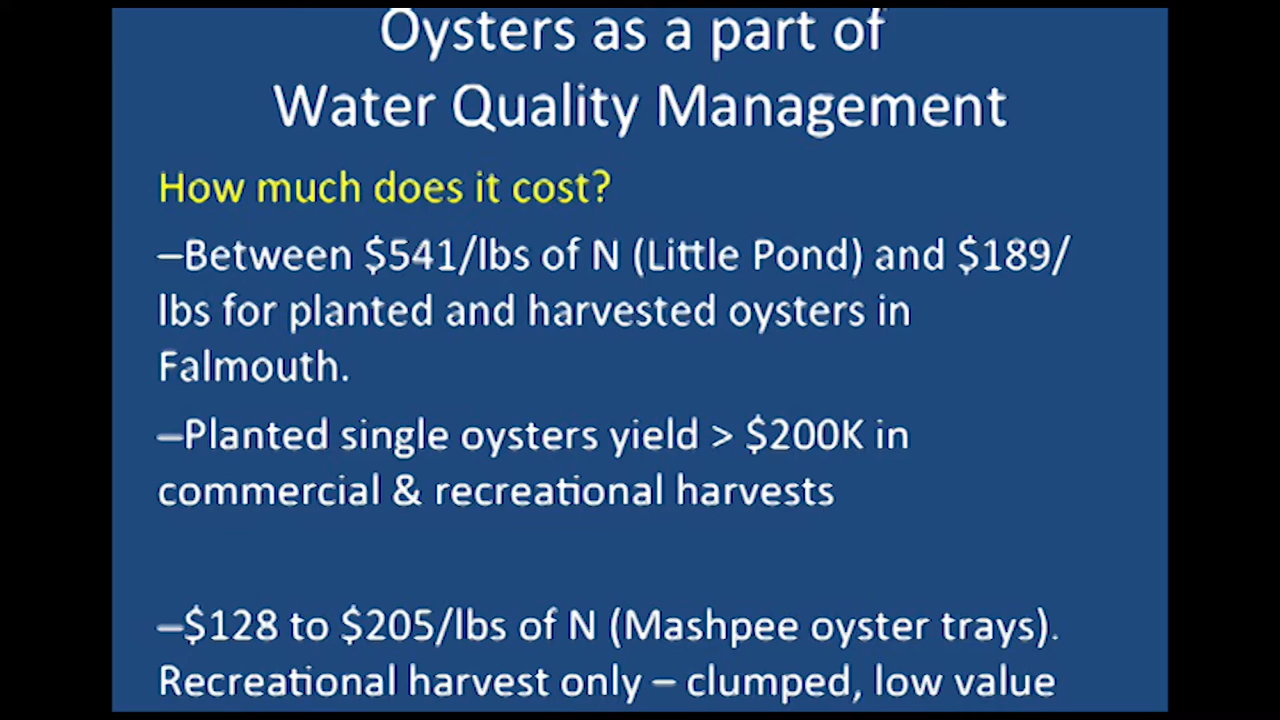 Oysters as a part of
Water Quality Management
How much does it cost?
–Between $541/lbs of N (Little Pond) and $189/
lbs for planted and harvested oysters in
Falmouth.
–Planted single oysters yield > $200K in
commercial & recreational harvests
–$128 to $205/lbs of N (Mashpee oyster trays).
Recreational harvest only – clumped, low value